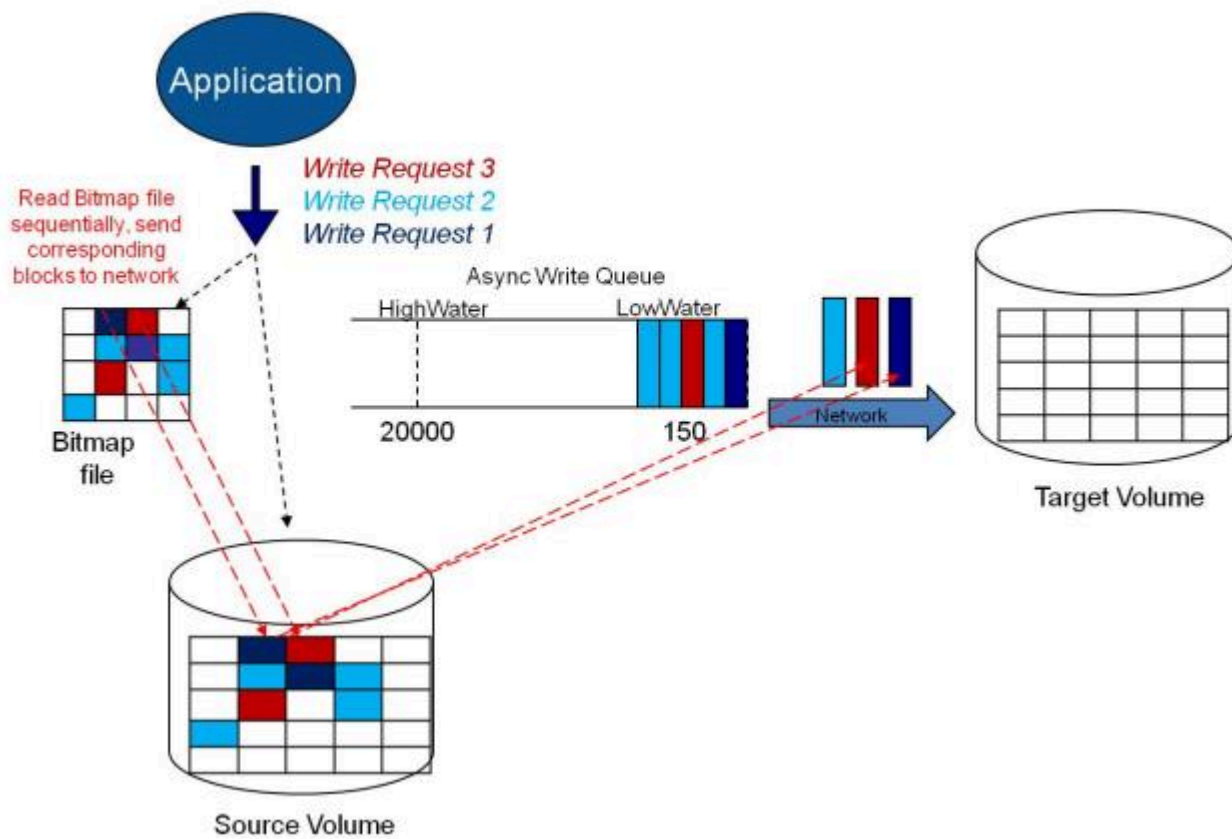 Application
Write Request 3
Write Request 2
Write Request 1
Read Bitmap file
sequentially, send
corresponding
blocks to network
Async Write Queue
HighWater
LowWater
20000
150
Network
Bitmap
file
Target Volume
Source Volume